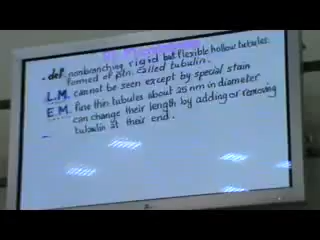 - def nonbranching rigid but flexible hollow tubules
formed of ptn. called tubulin.
L.M. cannot be seen except by special stain
E.M. fine thin tubules about 25 nm in diameter
can change their length by adding or removing
tubulin at their end.